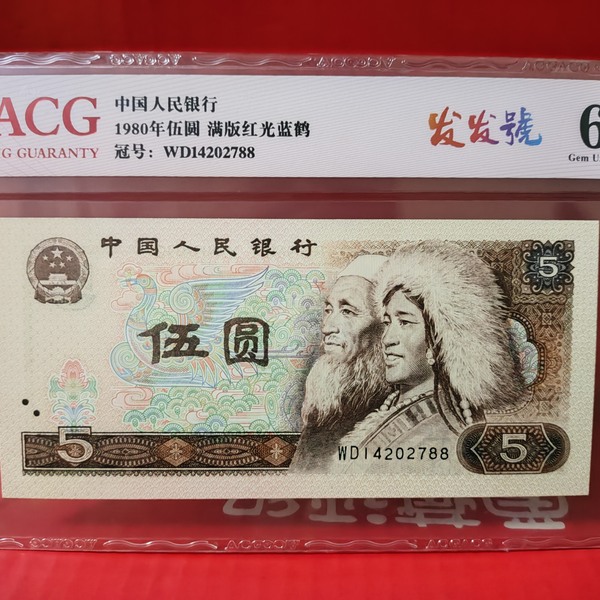 ACG
NG GUARANTY
中国人民银行
1980年伍圆 满版红光蓝鹤
冠号：WD14202788
发发號
6
Gem U
中国人民银行
5
伍圆
5
WD14202788
5